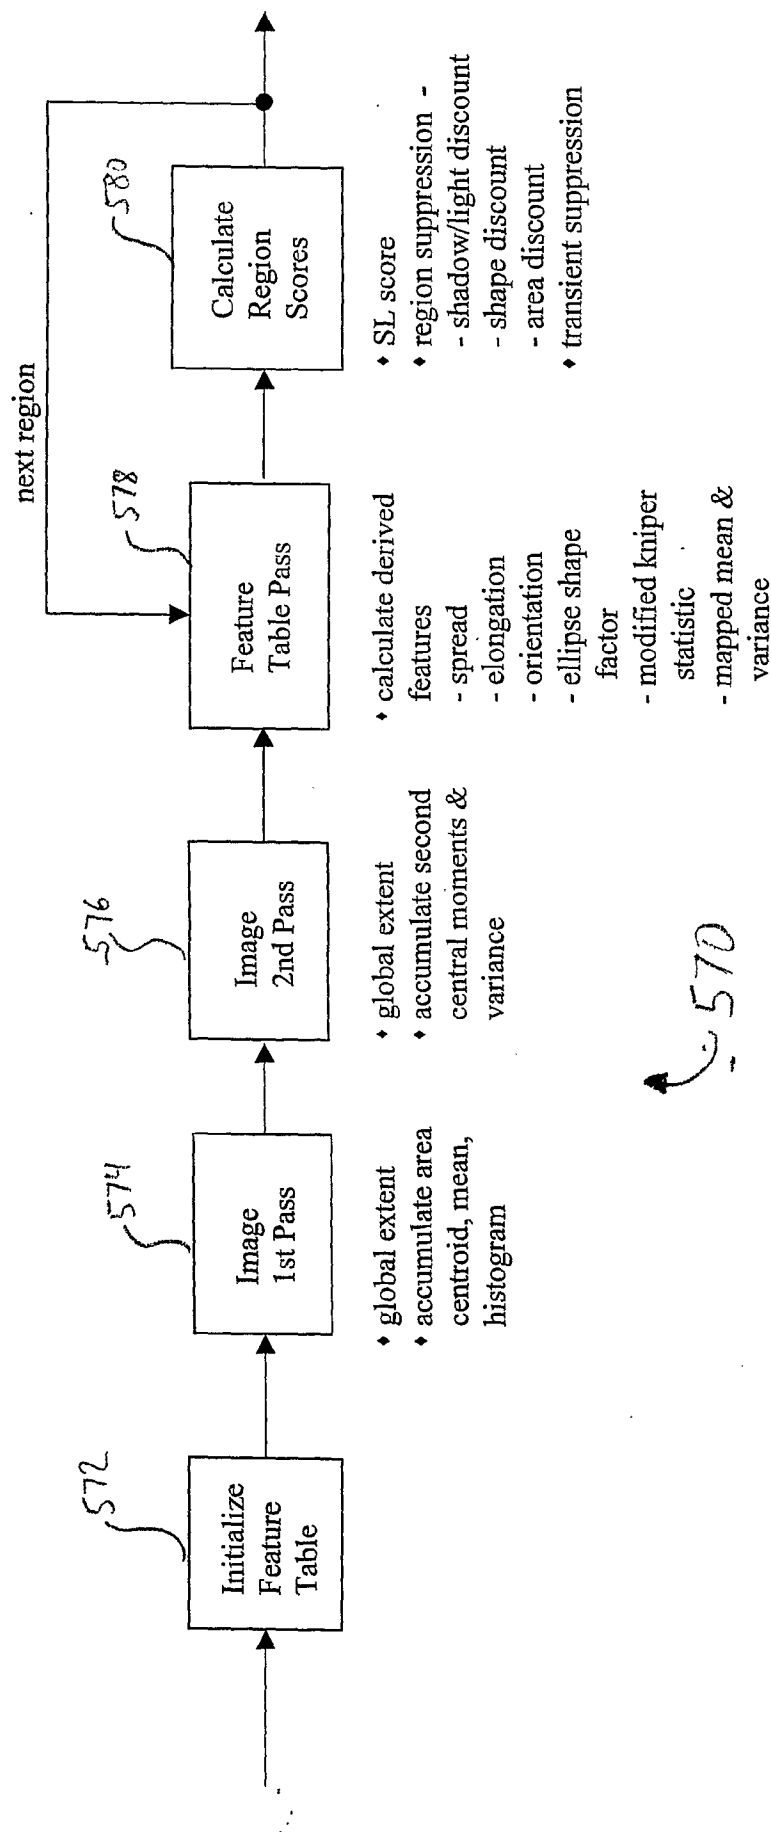 next region
572
574
576
578
580
Initialize
Feature
Table
Image
1st Pass
Image
2nd Pass
Feature
Table Pass
Calculate
Region
Scores
♦ global extent
♦ accumulate area
centroid, mean,
histogram
♦ global extent
♦ accumulate second
central moments &
variance
♦ calculate derived
features
- spread
- elongation
- orientation
- ellipse shape
factor
- modified kniper
statistic
- mapped mean &
variance
♦ SL score
♦ region suppression -
- shadow/light discount
- shape discount
- area discount
♦ transient suppression
570